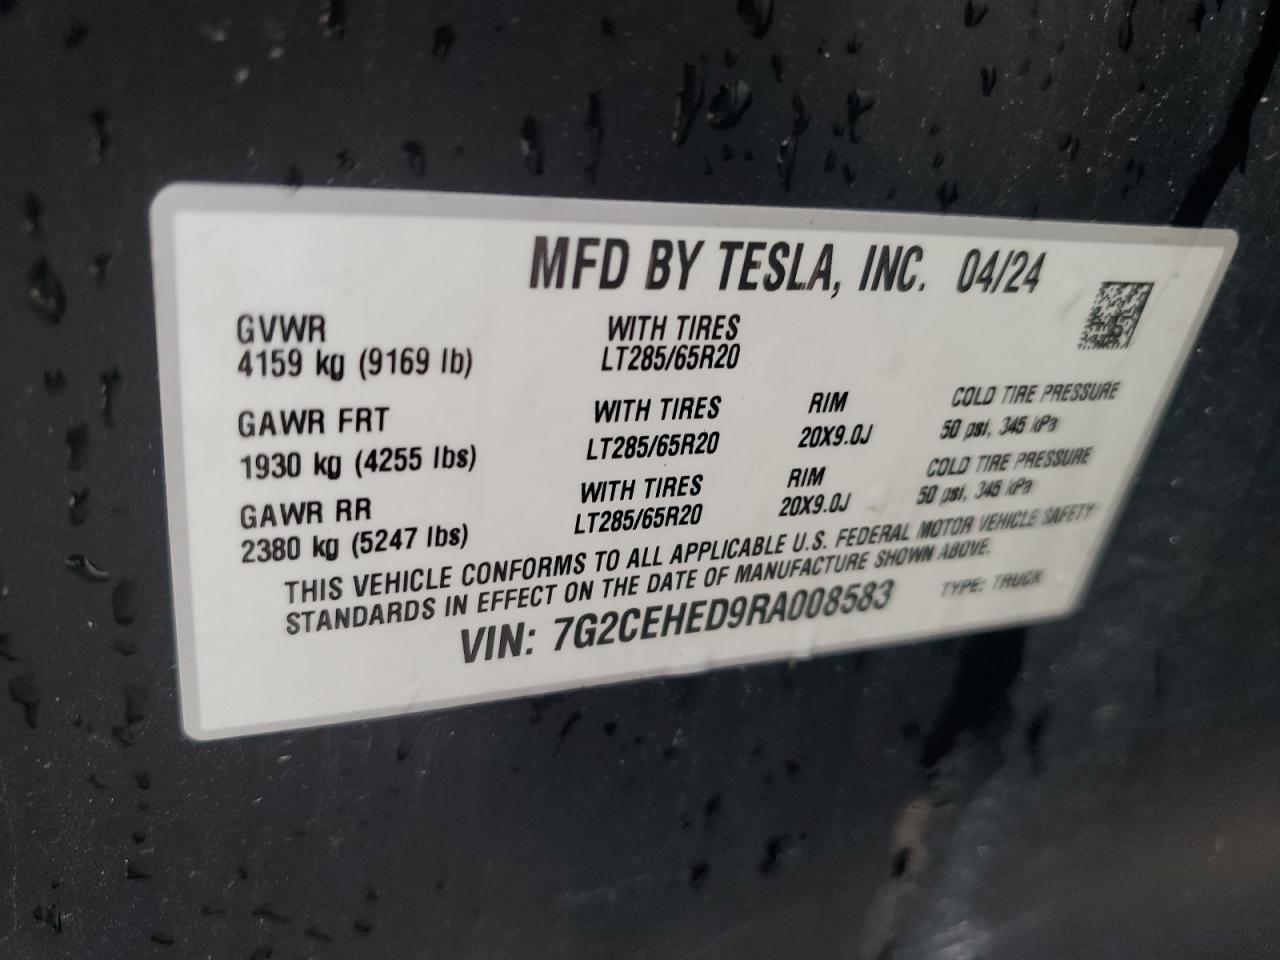 MFD BY TESLA, INC. 04/24
GVWR WITH TIRES
4159 kg (9169 lb) LT285/65R20
GAWR FRT WITH TIRES RIM COLD TIRE PRESSURE
1930 kg (4255 lbs) LT285/65R20 20X9.0J 50 psi, 345 kPa
GAWR RR WITH TIRES RIM COLD TIRE PRESSURE
2380 kg (5247 lbs) LT285/65R20 20X9.0J 50 psi, 345 kPa
THIS VEHICLE CONFORMS TO ALL APPLICABLE U.S. FEDERAL MOTOR VEHICLE SAFETY
STANDARDS IN EFFECT ON THE DATE OF MANUFACTURE SHOWN ABOVE.
VIN: 7G2CEHED9RA008583 TYPE: TRUCK